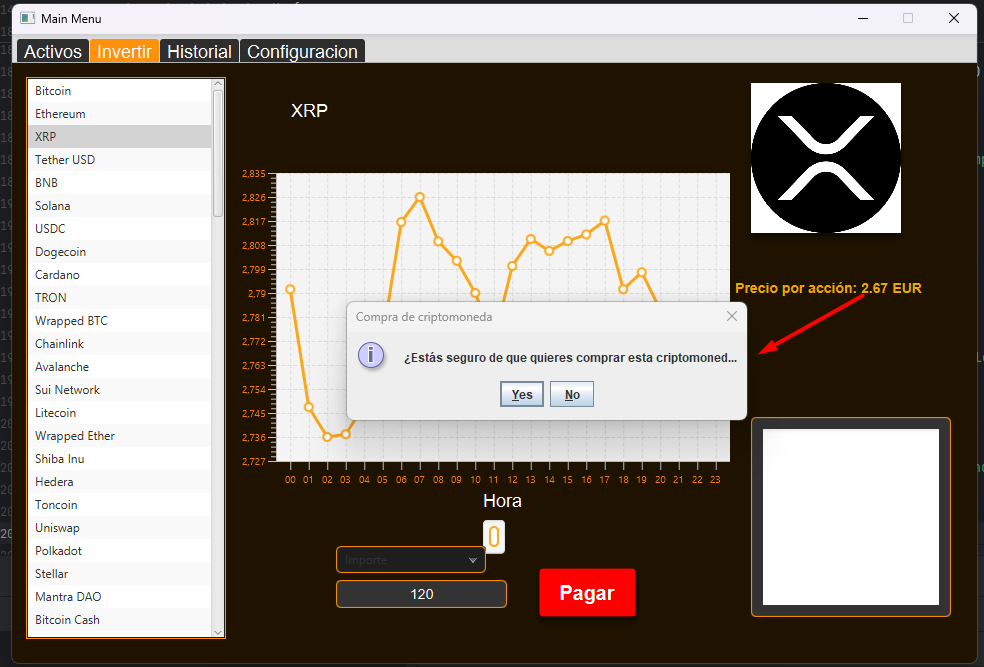 Main Menu
Activos Invertir Historial Configuracion
Bitcoin
Ethereum
XRP
Tether USD
BNB
Solana
USDC
Dogecoin
Cardano
TRON
Wrapped BTC
Chainlink
Avalanche
Sui Network
Litecoin
Wrapped Ether
Shiba Inu
Hedera
Toncoin
Uniswap
Polkadot
Stellar
Mantra DAO
Bitcoin Cash
XRP
2,835
2,826
2,817
2,808
2,799
2,79
2,781
2,772
2,763
2,754
2,745
2,736
2,727
00 01 02 03 04 05 06 07 08 09 10 11 12 13 14 15 16 17 18 19 20 21 22 23
Hora
Precio por acción: 2.67 EUR
Compra de criptomoneda
¿Estás seguro de que quieres comprar esta criptomoned...
Yes No
0
Importe
120
Pagar